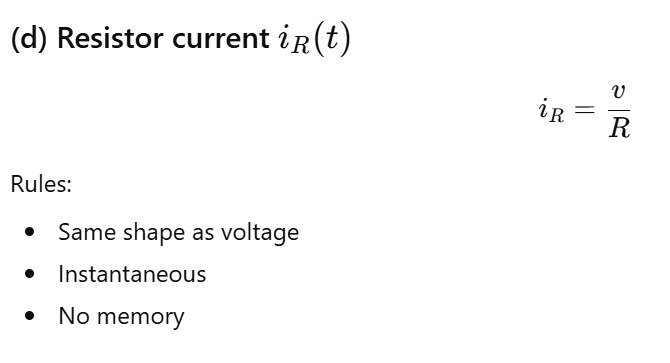 (d) Resistor current i_R(t)
i_R = v/R
Rules:
• Same shape as voltage
• Instantaneous
• No memory